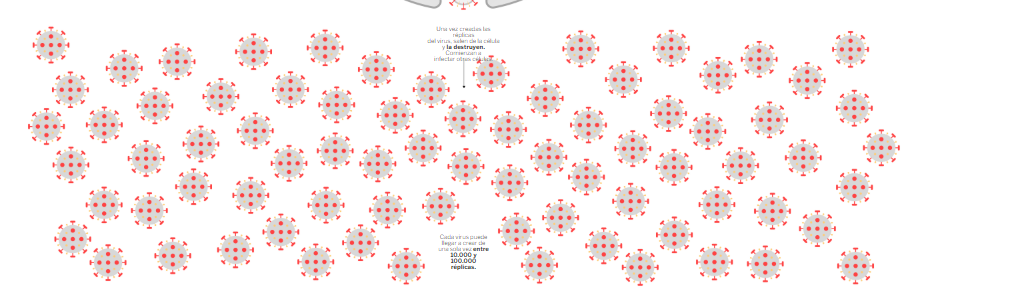 Una vez creadas las
réplicas
del virus, salen de la célula
y la destruyen.
Comienzan a
infectar otras células
Cada virus puede
llegar a crear de
una sola vez entre
10.000 y
100.000
réplicas.